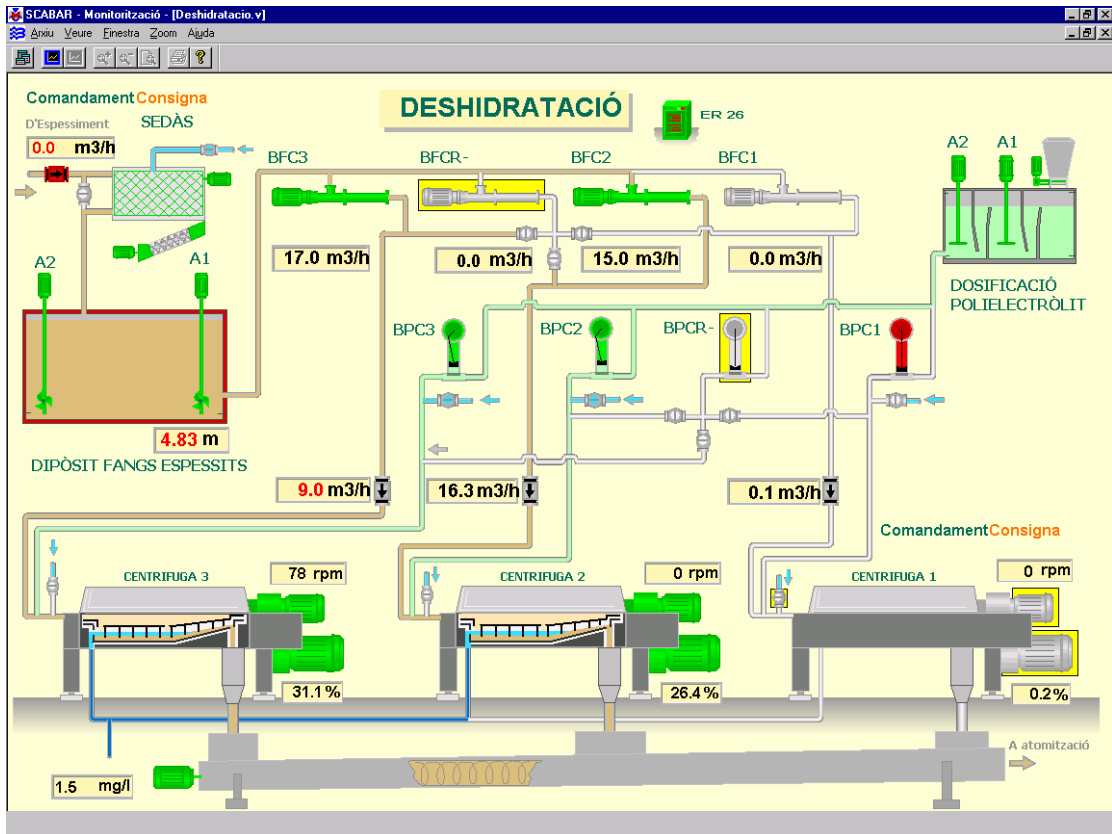 SCABAR - Monitorització - [Deshidratacio.v]
Arxiu Veure Finestra Zoom Ajuda
ComandamentConsigna
DESHIDRATACIÓ
ER 26
D'Espessiment
SEDÀS
0.0 m3/h
BFC3
BFCR-
BFC2
BFC1
A2
A1
17.0 m3/h
0.0 m3/h
15.0 m3/h
0.0 m3/h
A2
A1
DOSIFICACIÓ
POLIELECTRÒLIT
BPC3
BPC2
BPCR-
BPC1
4.83 m
DIPÒSIT FANGS ESPESSITS
9.0 m3/h
16.3 m3/h
0.1 m3/h
ComandamentConsigna
CENTRIFUGA 3
78 rpm
CENTRIFUGA 2
0 rpm
CENTRIFUGA 1
0 rpm
31.1 %
26.4 %
0.2 %
A atomització
1.5 mg/l